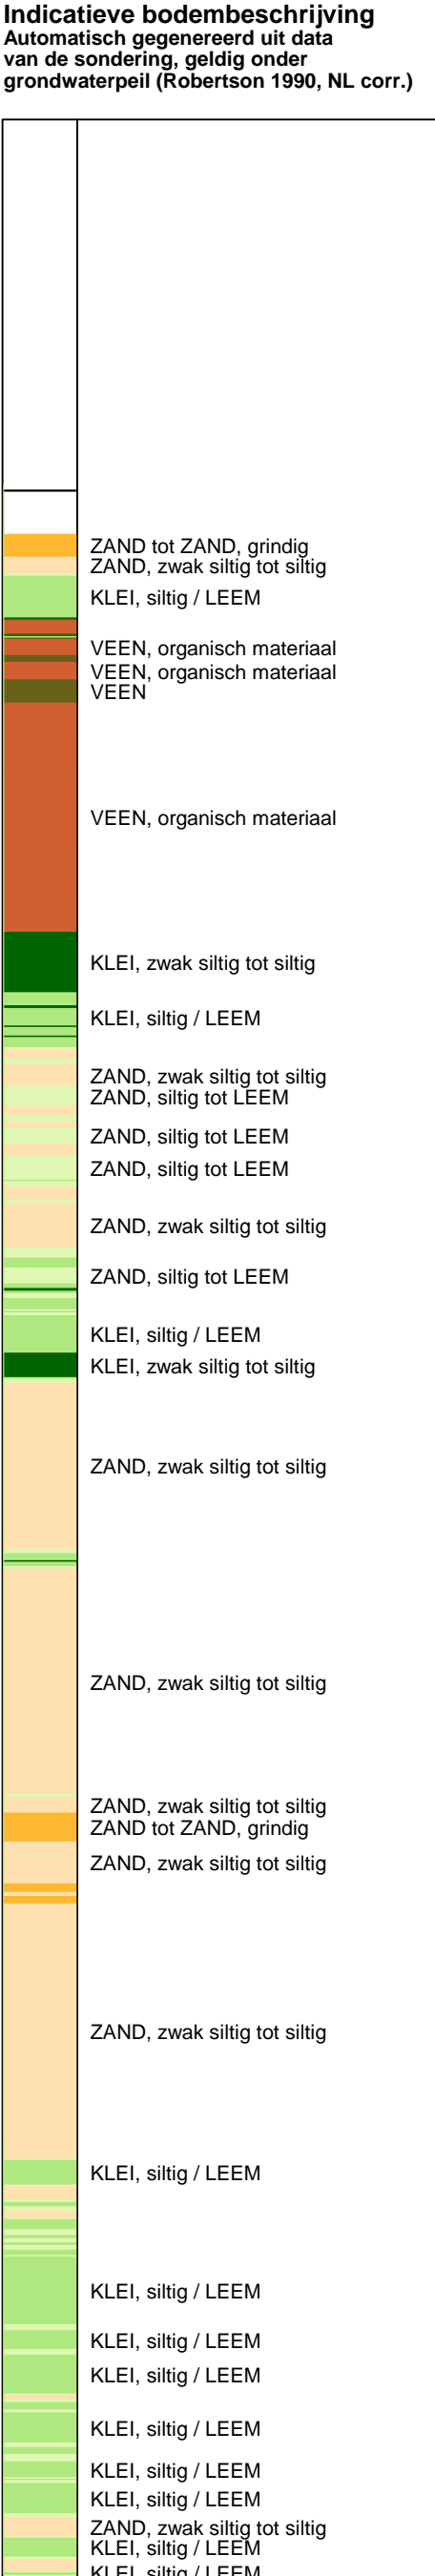 Indicatieve bodembeschrijving
Automatisch gegenereerd uit data
van de sondering, geldig onder
grondwaterpeil (Robertson 1990, NL corr.)
ZAND tot ZAND, grindig
ZAND, zwak siltig tot siltig
KLEI, siltig / LEEM
VEEN, organisch materiaal
VEEN, organisch materiaal
VEEN
VEEN, organisch materiaal
KLEI, zwak siltig tot siltig
KLEI, siltig / LEEM
ZAND, zwak siltig tot siltig
ZAND, siltig tot LEEM
ZAND, siltig tot LEEM
ZAND, siltig tot LEEM
ZAND, zwak siltig tot siltig
ZAND, siltig tot LEEM
KLEI, siltig / LEEM
KLEI, zwak siltig tot siltig
ZAND, zwak siltig tot siltig
ZAND, zwak siltig tot siltig
ZAND, zwak siltig tot siltig
ZAND tot ZAND, grindig
ZAND, zwak siltig tot siltig
ZAND, zwak siltig tot siltig
KLEI, siltig / LEEM
KLEI, siltig / LEEM
KLEI, siltig / LEEM
KLEI, siltig / LEEM
KLEI, siltig / LEEM
KLEI, siltig / LEEM
KLEI, siltig / LEEM
ZAND, zwak siltig tot siltig
KLEI, siltig / LEEM
KLEI, siltig / LEEM